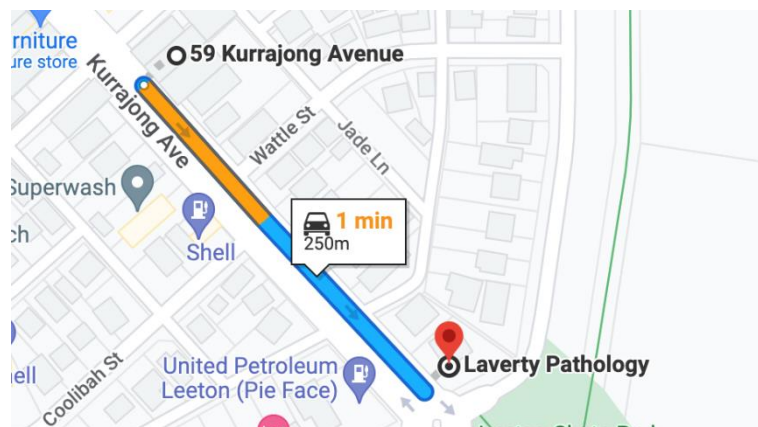 rniture
ure store
59 Kurrajong Avenue
Kurrajong Ave
Wattle St
Jade Ln
Superwash
ch
Shell
1 min
250m
ell
Coolibah St
United Petroleum
Leeton (Pie Face)
Laverty Pathology